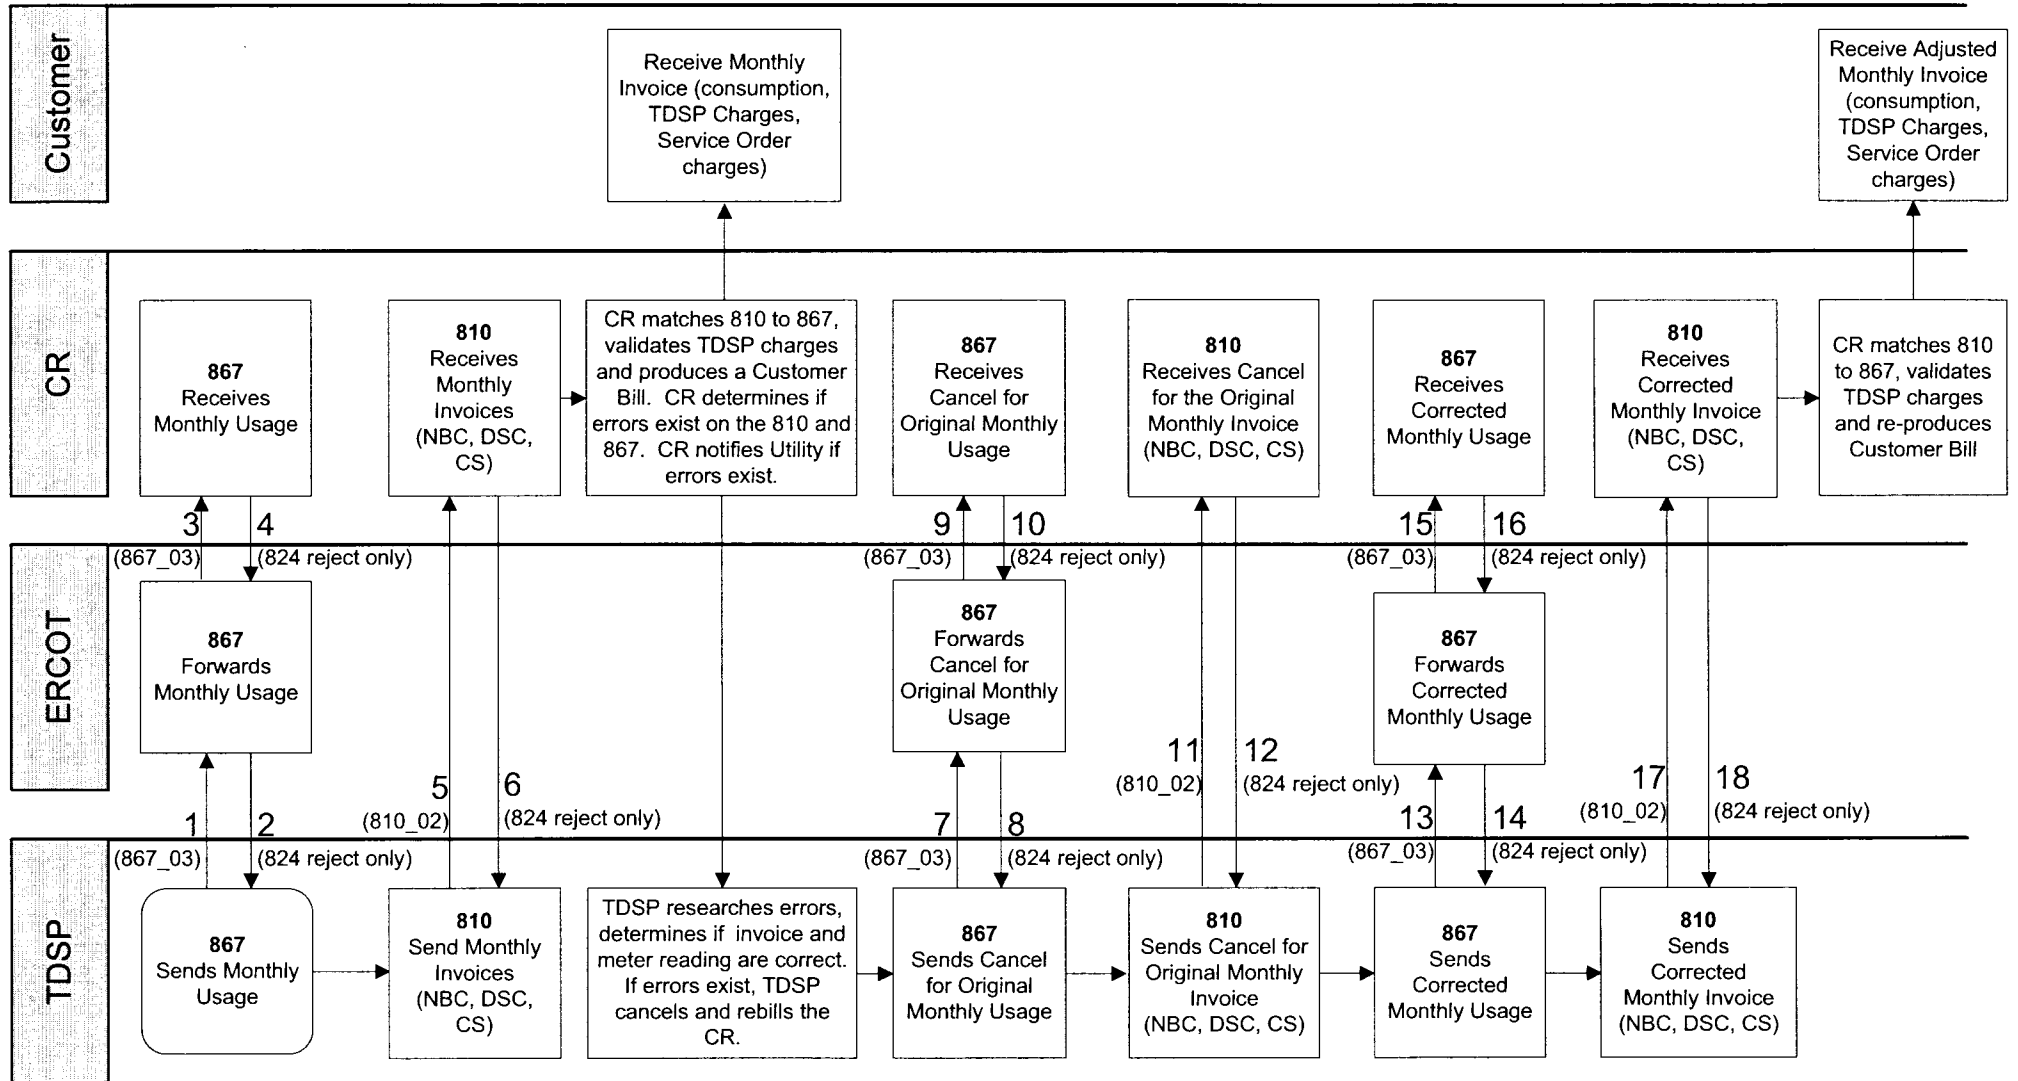 Customer
Receive Monthly
Invoice (consumption,
TDSP Charges,
Service Order
charges)
Receive Adjusted
Monthly Invoice
(consumption,
TDSP Charges,
Service Order
charges)
CR
867
Receives
Monthly Usage
810
Receives
Monthly
Invoices
(NBC, DSC,
CS)
CR matches 810 to 867,
validates TDSP charges
and produces a Customer
Bill. CR determines if
errors exist on the 810 and
867. CR notifies Utility if
errors exist.
867
Receives
Cancel for
Original Monthly
Usage
810
Receives Cancel
for the Original
Monthly Invoice
(NBC, DSC, CS)
867
Receives
Corrected
Monthly Usage
810
Receives
Corrected
Monthly Invoice
(NBC, DSC,
CS)
CR matches 810
to 867, validates
TDSP charges
and re-produces
Customer Bill
3
4
9
10
15
16
(867_03)
(824 reject only)
(867_03)
(824 reject only)
(867_03)
(824 reject only)
ERCOT
867
Forwards
Monthly Usage
867
Forwards
Cancel for
Original Monthly
Usage
867
Forwards
Corrected
Monthly Usage
5
(810_02)
6
(824 reject only)
11
(810_02)
12
(824 reject only)
17
(810_02)
18
(824 reject only)
1
2
7
8
13
14
(867_03)
(824 reject only)
(867_03)
(824 reject only)
(867_03)
(824 reject only)
TDSP
867
Sends Monthly
Usage
810
Send Monthly
Invoices
(NBC, DSC,
CS)
TDSP researches errors,
determines if invoice and
meter reading are correct.
If errors exist, TDSP
cancels and rebills the
CR.
867
Sends Cancel
for Original
Monthly Usage
810
Sends Cancel for
Original Monthly
Invoice
(NBC, DSC, CS)
867
Sends
Corrected
Monthly Usage
810
Sends
Corrected
Monthly Invoice
(NBC, DSC, CS)